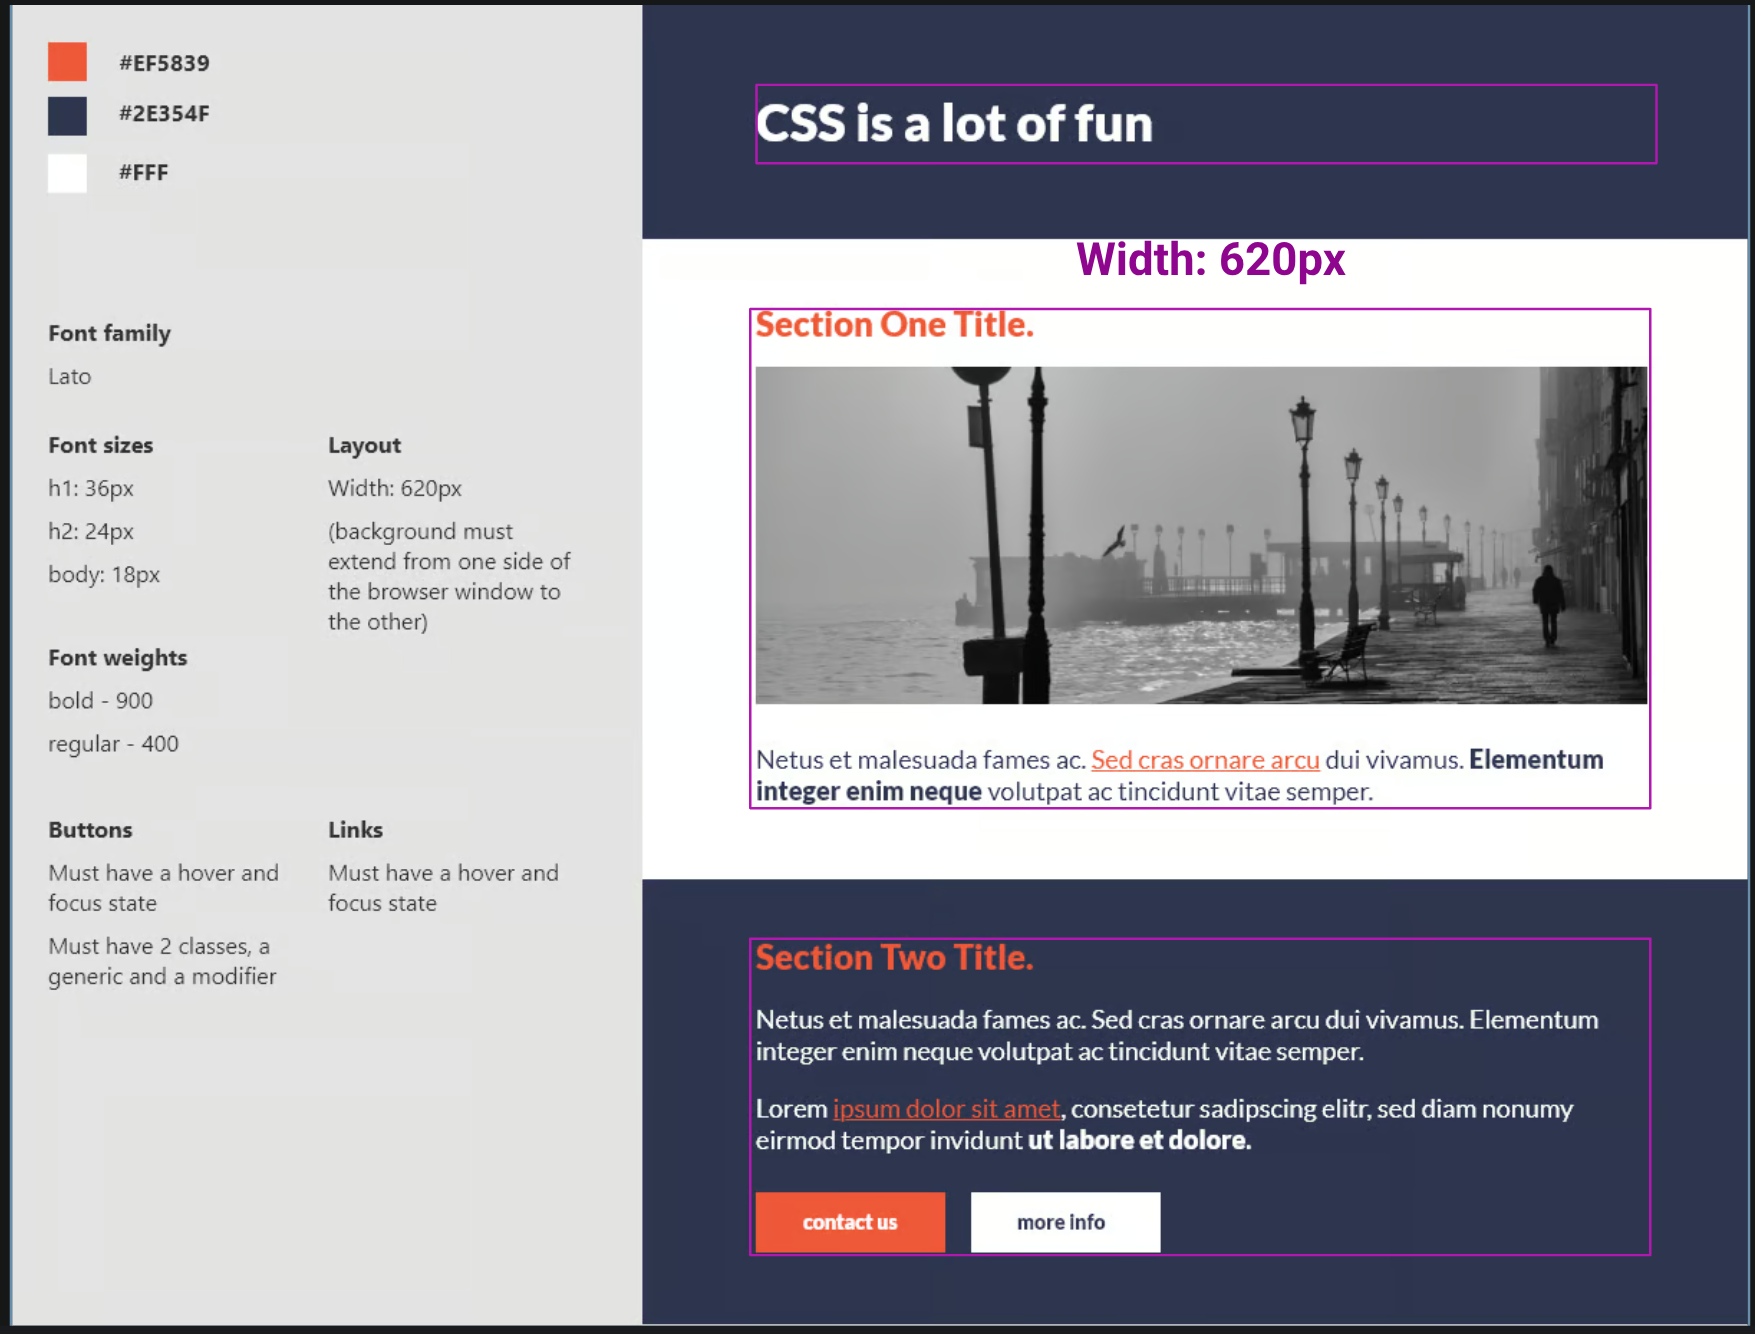 #EF5839
#2E354F
#FFF
Font family
Lato
Font sizes
h1: 36px
h2: 24px
body: 18px
Layout
Width: 620px
(background must
extend from one side of
the browser window to
the other)
Font weights
bold - 900
regular - 400
Buttons
Must have a hover and
focus state
Must have 2 classes, a
generic and a modifier
Links
Must have a hover and
focus state
CSS is a lot of fun
Width: 620px
Section One Title.
Netus et malesuada fames ac. Sed cras ornare arcu dui vivamus. Elementum
integer enim neque volutpat ac tincidunt vitae semper.
Section Two Title.
Netus et malesuada fames ac. Sed cras ornare arcu dui vivamus. Elementum
integer enim neque volutpat ac tincidunt vitae semper.
Lorem ipsum dolor sit amet, consetetur sadipscing elitr, sed diam nonumy
eirmod tempor invidunt ut labore et dolore.
contact us
more info